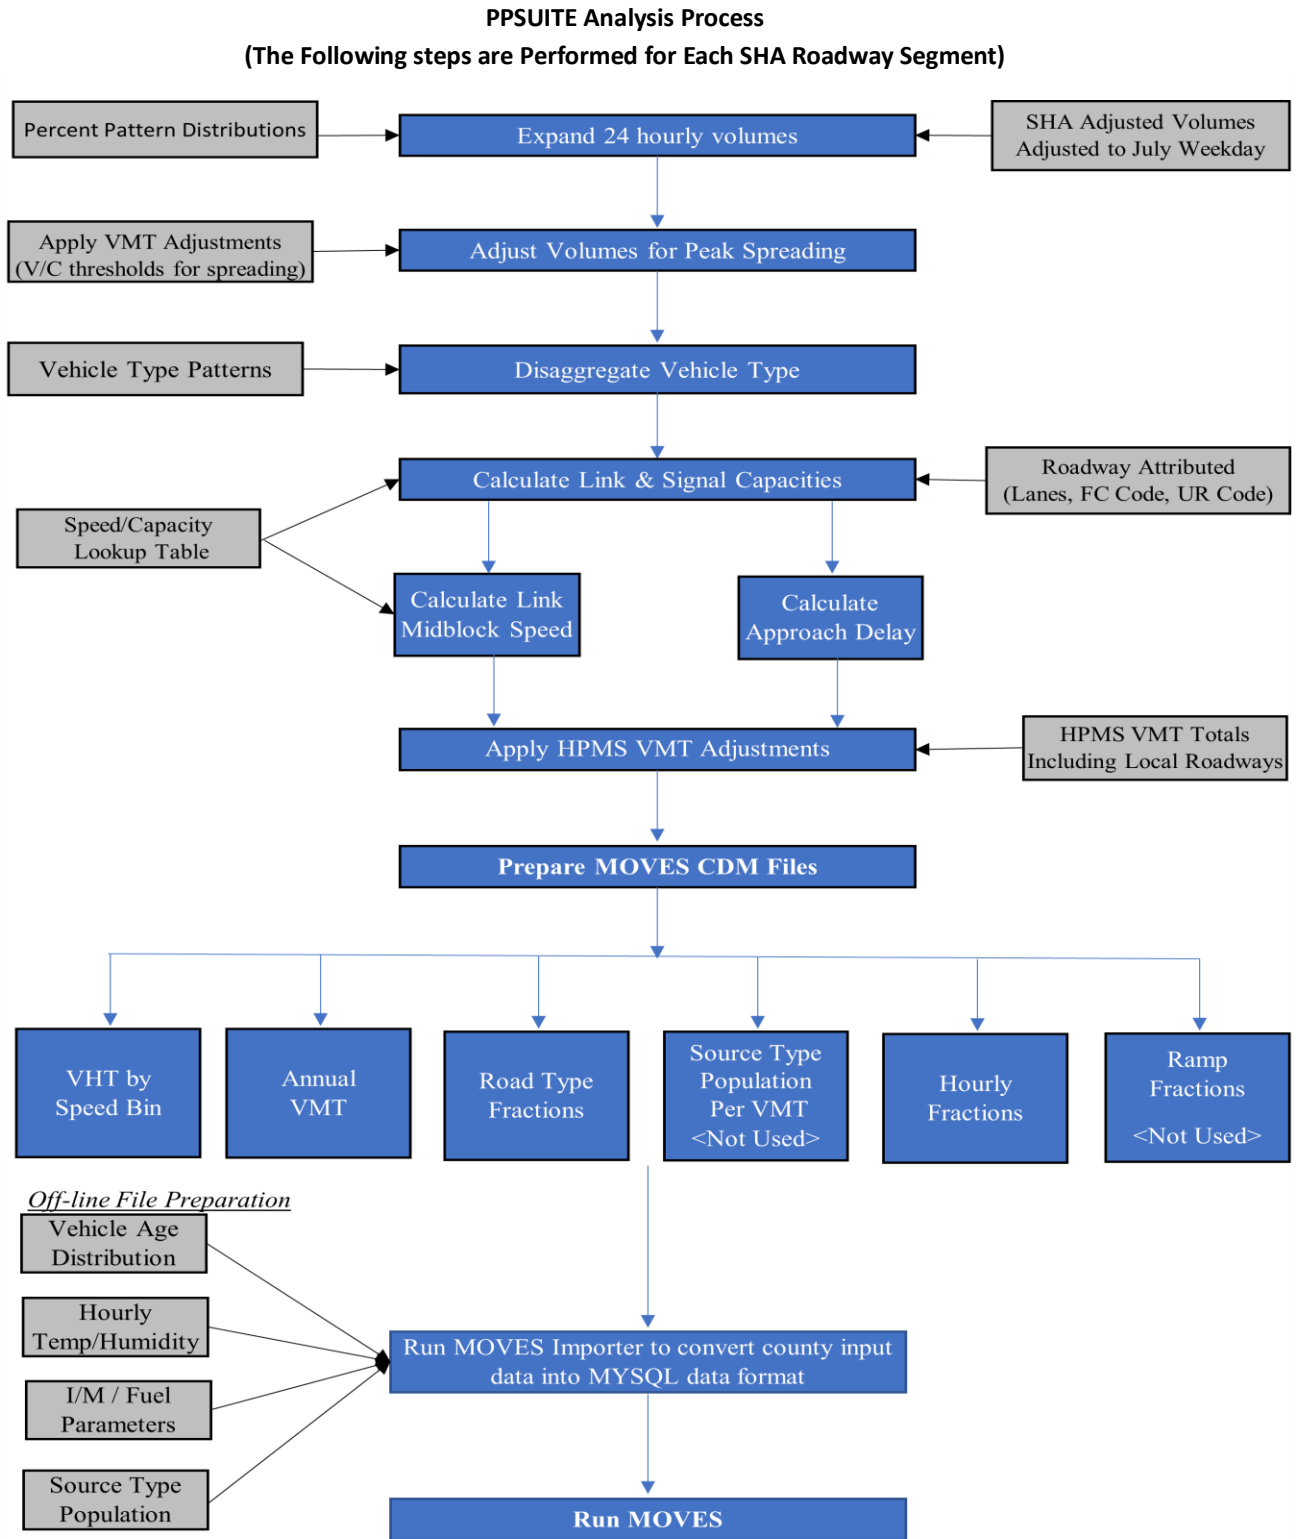 PPSUITE Analysis Process
(The Following steps are Performed for Each SHA Roadway Segment)
Percent Pattern Distributions
Expand 24 hourly volumes
SHA Adjusted Volumes
Adjusted to July Weekday
Apply VMT Adjustments
(V/C thresholds for spreading)
Adjust Volumes for Peak Spreading
Vehicle Type Patterns
Disaggregate Vehicle Type
Calculate Link & Signal Capacities
Roadway Attributed
(Lanes, FC Code, UR Code)
Speed/Capacity
Lookup Table
Calculate Link
Midblock Speed
Calculate
Approach Delay
Apply HPMS VMT Adjustments
HPMS VMT Totals
Including Local Roadways
Prepare MOVES CDM Files
VHT by
Speed Bin
Annual
VMT
Road Type
Fractions
Source Type
Population
Per VMT
<Not Used>
Hourly
Fractions
Ramp
Fractions
<Not Used>
Off-line File Preparation
Vehicle Age
Distribution
Hourly
Temp/Humidity
I/M / Fuel
Parameters
Source Type
Population
Run MOVES Importer to convert county input
data into MYSQL data format
Run MOVES